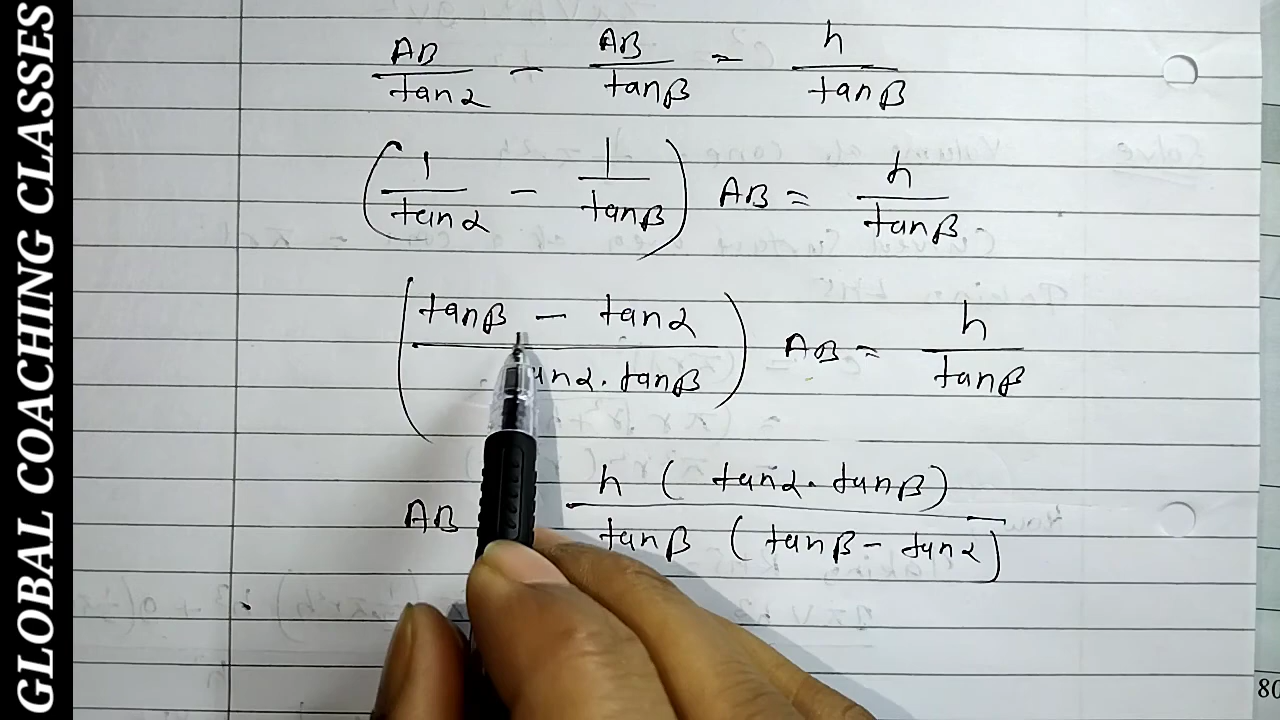 GLOBAL COACHING CLASSES
AB/tanα - AB/tanβ = h/tanβ
(1/tanα - 1/tanβ) AB = h/tanβ
(tanβ - tanα / tanα . tanβ) AB = h/tanβ
AB h (tanα . tanβ) / tanβ (tanβ - tanα)
80